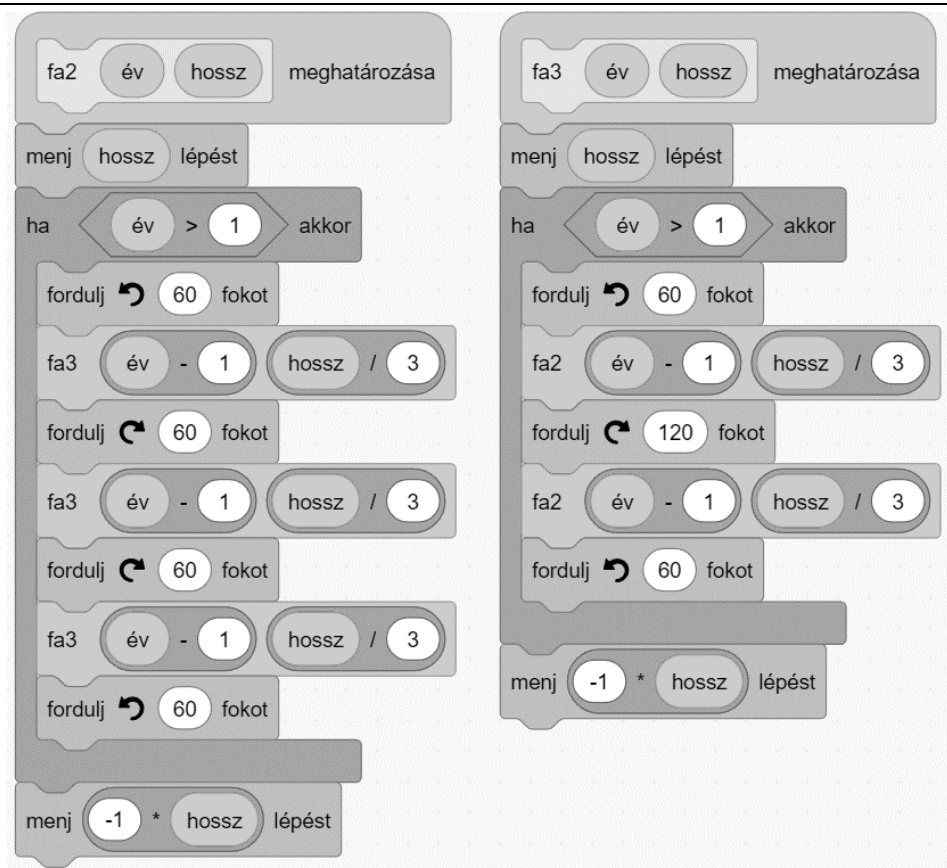 fa2 év hossz meghatározása
menj hossz lépést
ha év > 1 akkor
fordulj 60 fokot
fa3 év - 1 hossz / 3
fordulj 60 fokot
fa3 év - 1 hossz / 3
fordulj 60 fokot
fa3 év - 1 hossz / 3
fordulj 60 fokot
menj -1 * hossz lépést
fa3 év hossz meghatározása
menj hossz lépést
ha év > 1 akkor
fordulj 60 fokot
fa2 év - 1 hossz / 3
fordulj 120 fokot
fa2 év - 1 hossz / 3
fordulj 60 fokot
menj -1 * hossz lépést